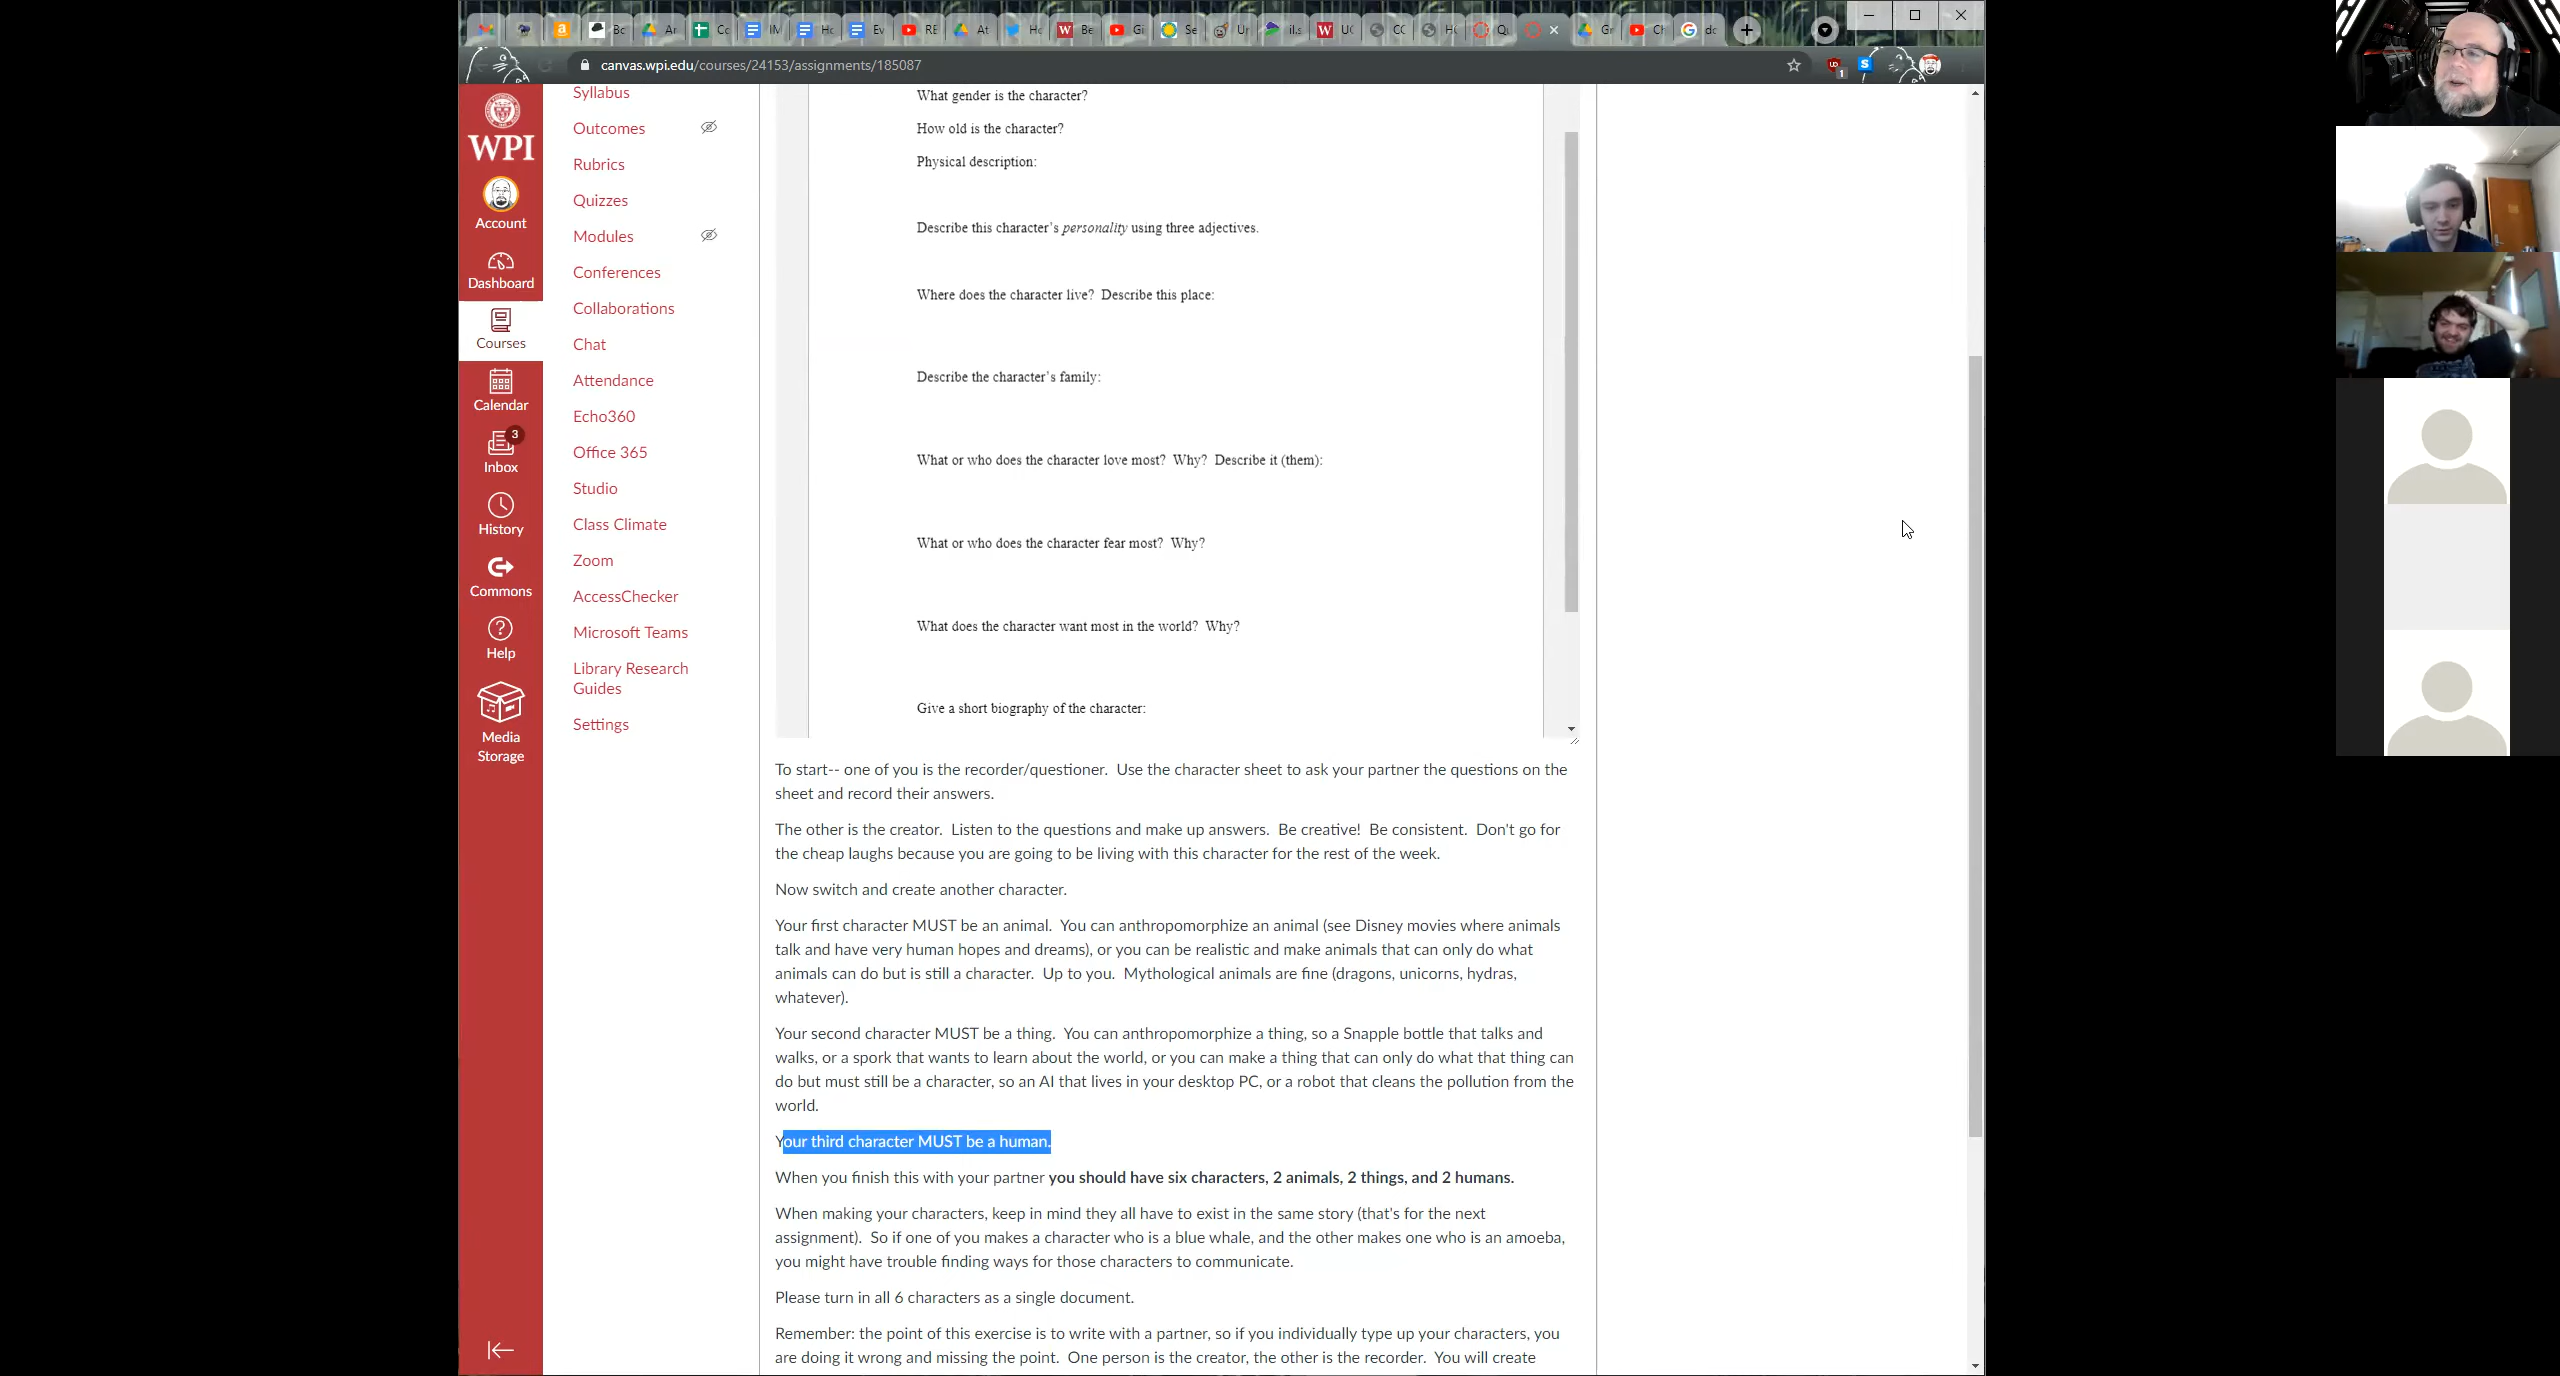 Bc
Ar
Cc
IM
Hc
Ev
RE
At
Hc
Be
Gi
Se
Ur
il.s
UC
CC
HC
Qu
Gr
Cl
dc
canvas.wpi.edu/courses/24153/assignments/185087
WPI
Account
Dashboard
Courses
Calendar
3
Inbox
History
Commons
Help
Media
Storage
Syllabus
Outcomes
Rubrics
Quizzes
Modules
Conferences
Collaborations
Chat
Attendance
Echo360
Office 365
Studio
Class Climate
Zoom
AccessChecker
Microsoft Teams
Library Research
Guides
Settings
What gender is the character?
How old is the character?
Physical description:
Describe this character's personality using three adjectives.
Where does the character live?  Describe this place:
Describe the character's family:
What or who does the character love most?  Why?  Describe it (them):
What or who does the character fear most?  Why?
What does the character want most in the world?  Why?
Give a short biography of the character:
To start-- one of you is the recorder/questioner.  Use the character sheet to ask your partner the questions on the
sheet and record their answers.
The other is the creator.  Listen to the questions and make up answers.  Be creative!  Be consistent.  Don't go for
the cheap laughs because you are going to be living with this character for the rest of the week.
Now switch and create another character.
Your first character MUST be an animal.  You can anthropomorphize an animal (see Disney movies where animals
talk and have very human hopes and dreams), or you can be realistic and make animals that can only do what
animals can do but is still a character.  Up to you.  Mythological animals are fine (dragons, unicorns, hydras,
whatever).
Your second character MUST be a thing.  You can anthropomorphize a thing, so a Snapple bottle that talks and
walks, or a spork that wants to learn about the world, or you can make a thing that can only do what that thing can
do but must still be a character, so an AI that lives in your desktop PC, or a robot that cleans the pollution from the
world.
Your third character MUST be a human.
When you finish this with your partner you should have six characters, 2 animals, 2 things, and 2 humans.
When making your characters, keep in mind they all have to exist in the same story (that's for the next
assignment).  So if one of you makes a character who is a blue whale, and the other makes one who is an amoeba,
you might have trouble finding ways for those characters to communicate.
Please turn in all 6 characters as a single document.
Remember: the point of this exercise is to write with a partner, so if you individually type up your characters, you
are doing it wrong and missing the point.  One person is the creator, the other is the recorder.  You will create